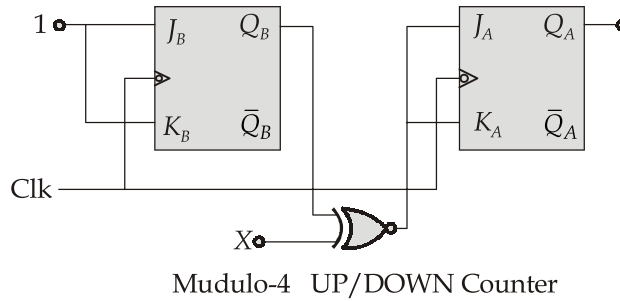 1 J_B Q_B J_A Q_A
K_B Q̄_B K_A Q̄_A
Clk
X
Mudulo-4 UP/DOWN Counter